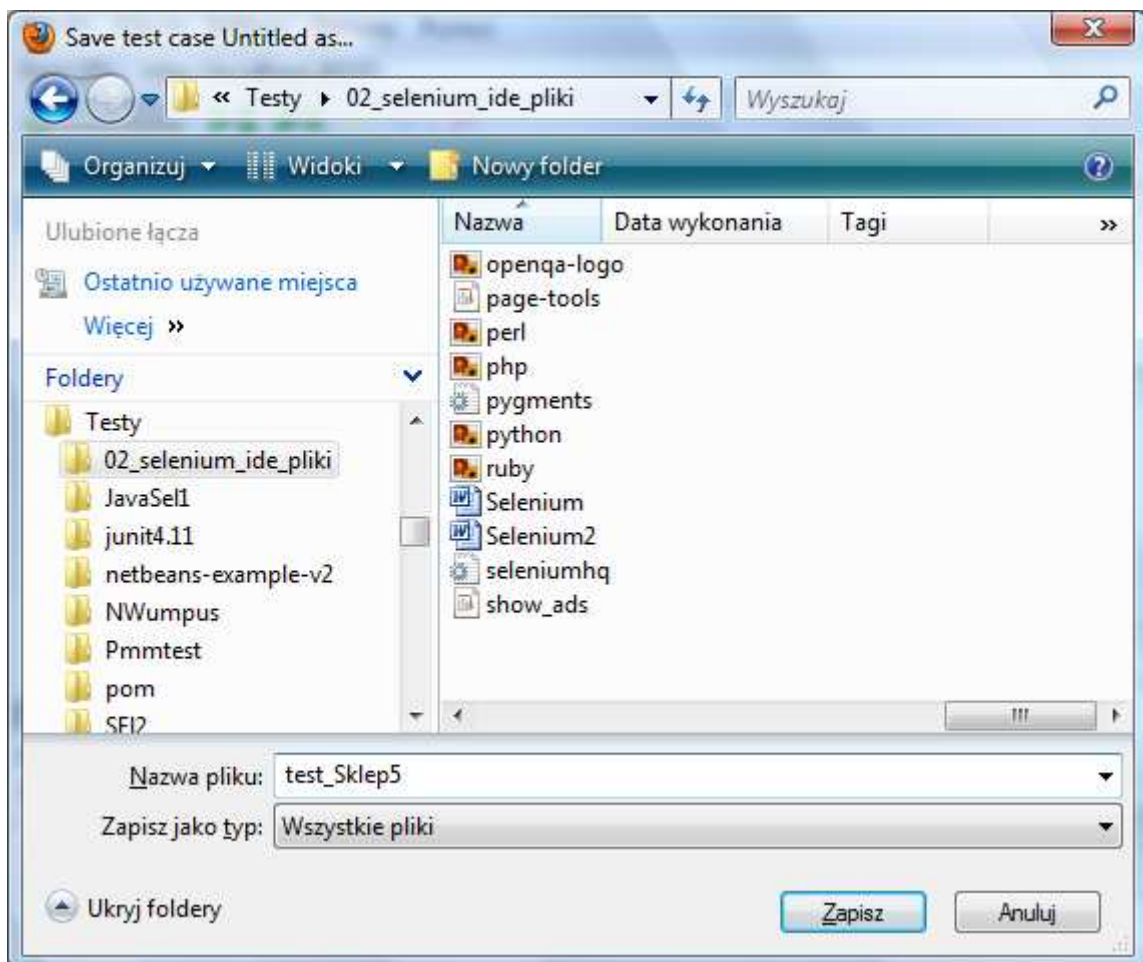 Save test case Untitled as...
« Testy ▸ 02_selenium_ide_pliki
Wyszukaj
Organizuj Widoki Nowy folder
Ulubione łącza
Ostatnio używane miejsca
Więcej »
Foldery
Testy
02_selenium_ide_pliki
JavaSel1
junit4.11
netbeans-example-v2
NWumpus
Pmmtest
pom
Nazwa Data wykonania Tagi »
openqa-logo
page-tools
perl
php
pygments
python
ruby
Selenium
Selenium2
seleniumhq
show_ads
Nazwa pliku: test_Sklep5
Zapisz jako typ: Wszystkie pliki
Ukryj foldery
Zapisz Anuluj